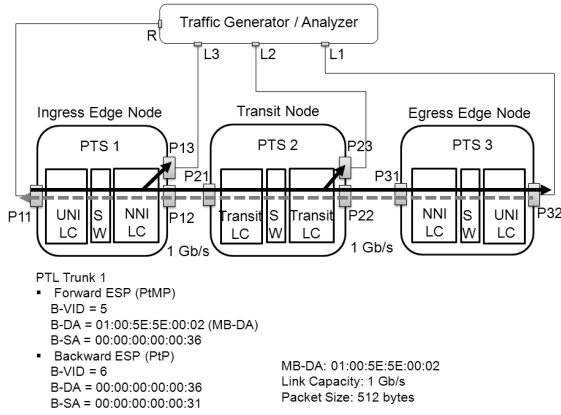 Traffic Generator / Analyzer
R
L3
L2
L1
Ingress Edge Node
Transit Node
Egress Edge Node
PTS 1
P13
PTS 2
P23
PTS 3
P21
P31
P11
UNI
LC
S
W
NNI
LC
P12
Transit
LC
S
W
Transit
LC
P22
NNI
LC
S
W
UNI
LC
P32
1 Gb/s
1 Gb/s
PTL Trunk 1
▪ Forward ESP (PtMP)
B-VID = 5
B-DA = 01:00:5E:5E:00:02 (MB-DA)
B-SA = 00:00:00:00:00:36
▪ Backward ESP (PtP)
B-VID = 6
B-DA = 00:00:00:00:00:36
B-SA = 00:00:00:00:00:31
MB-DA: 01:00:5E:5E:00:02
Link Capacity: 1 Gb/s
Packet Size: 512 bytes